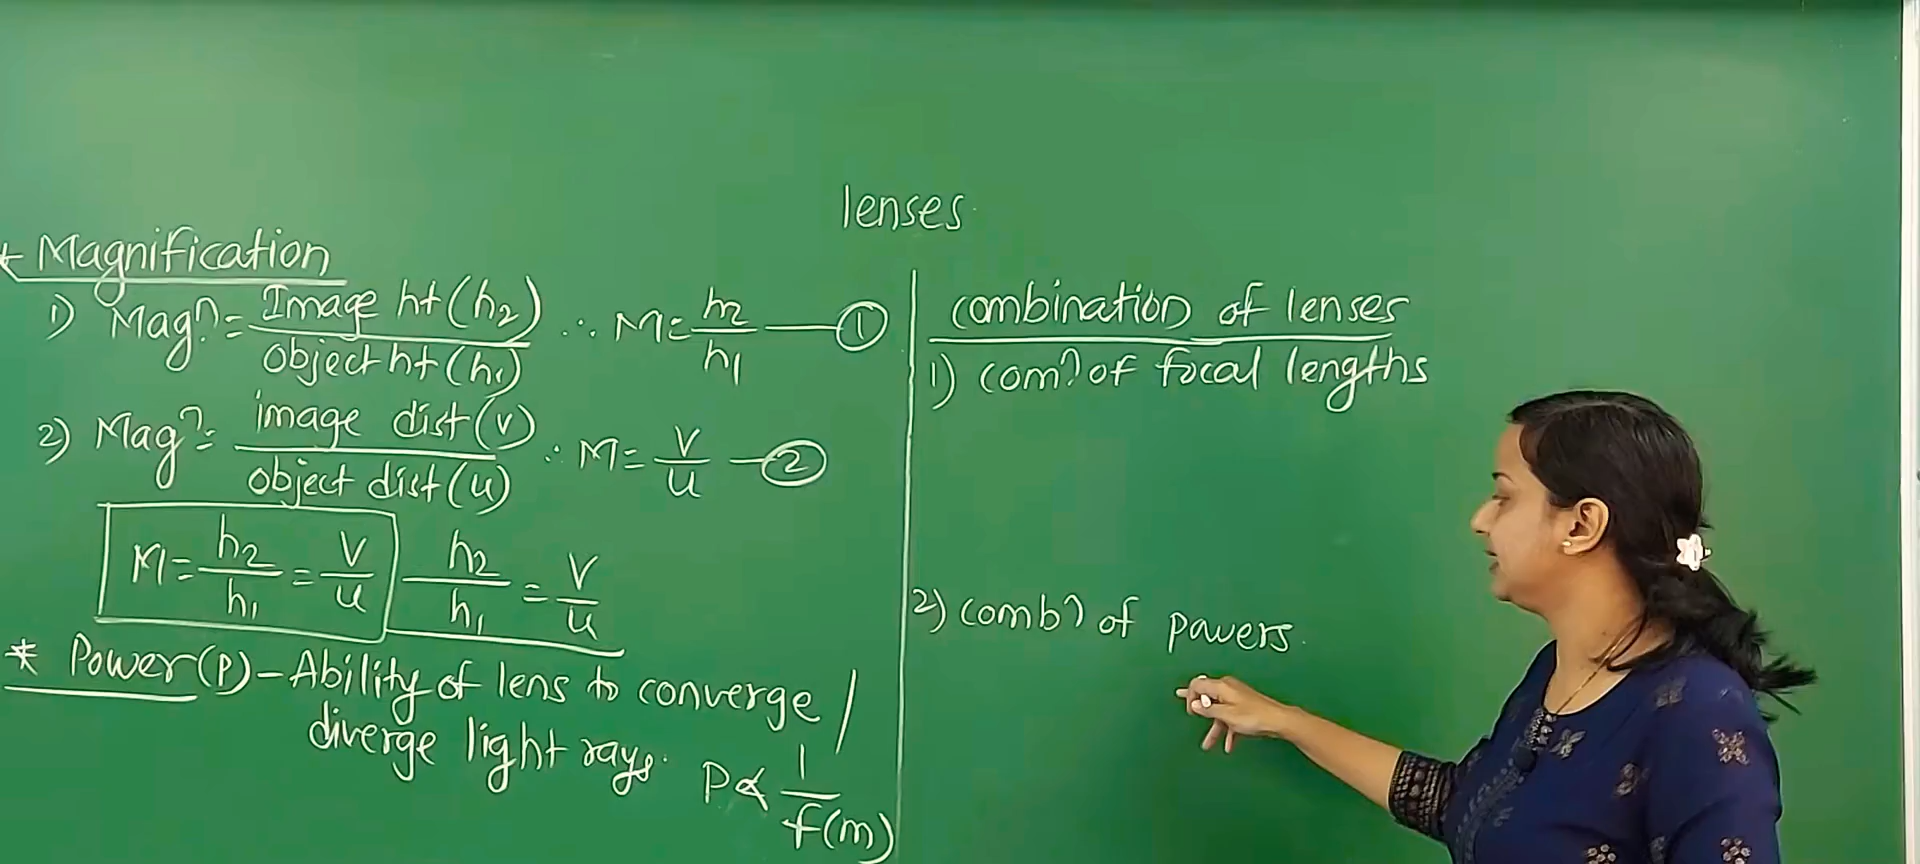 lenses
* Magnification
1) Magn = Image ht (h2) / object ht (h1) ∴ M = h2 / h1 — 1
2) Magn = image dist (v) / object dist (u) ∴ M = v / u — 2
M = h2 / h1 = v / u h2 / h1 = v / u
* Power (P) - Ability of lens to converge /
diverge light rays.
P ∝ 1 / f(m)
combination of lenses
1) comn of focal lengths
2) combn of powers.